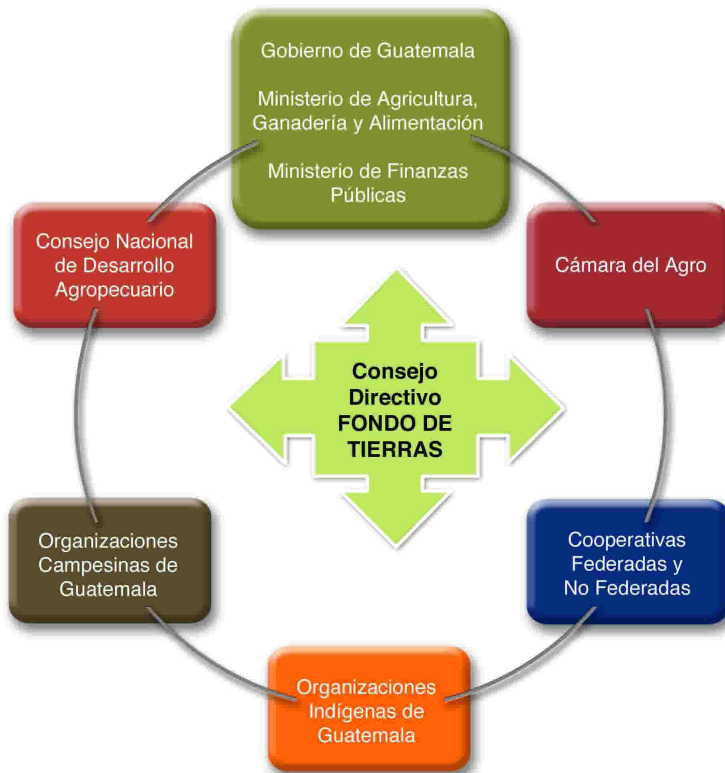 Gobierno de Guatemala
Ministerio de Agricultura,
Ganadería y Alimentación
Ministerio de Finanzas
Públicas
Consejo Nacional
de Desarrollo
Agropecuario
Cámara del Agro
Consejo
Directivo
FONDO DE
TIERRAS
Organizaciones
Campesinas de
Guatemala
Cooperativas
Federadas y
No Federadas
Organizaciones
Indígenas de
Guatemala